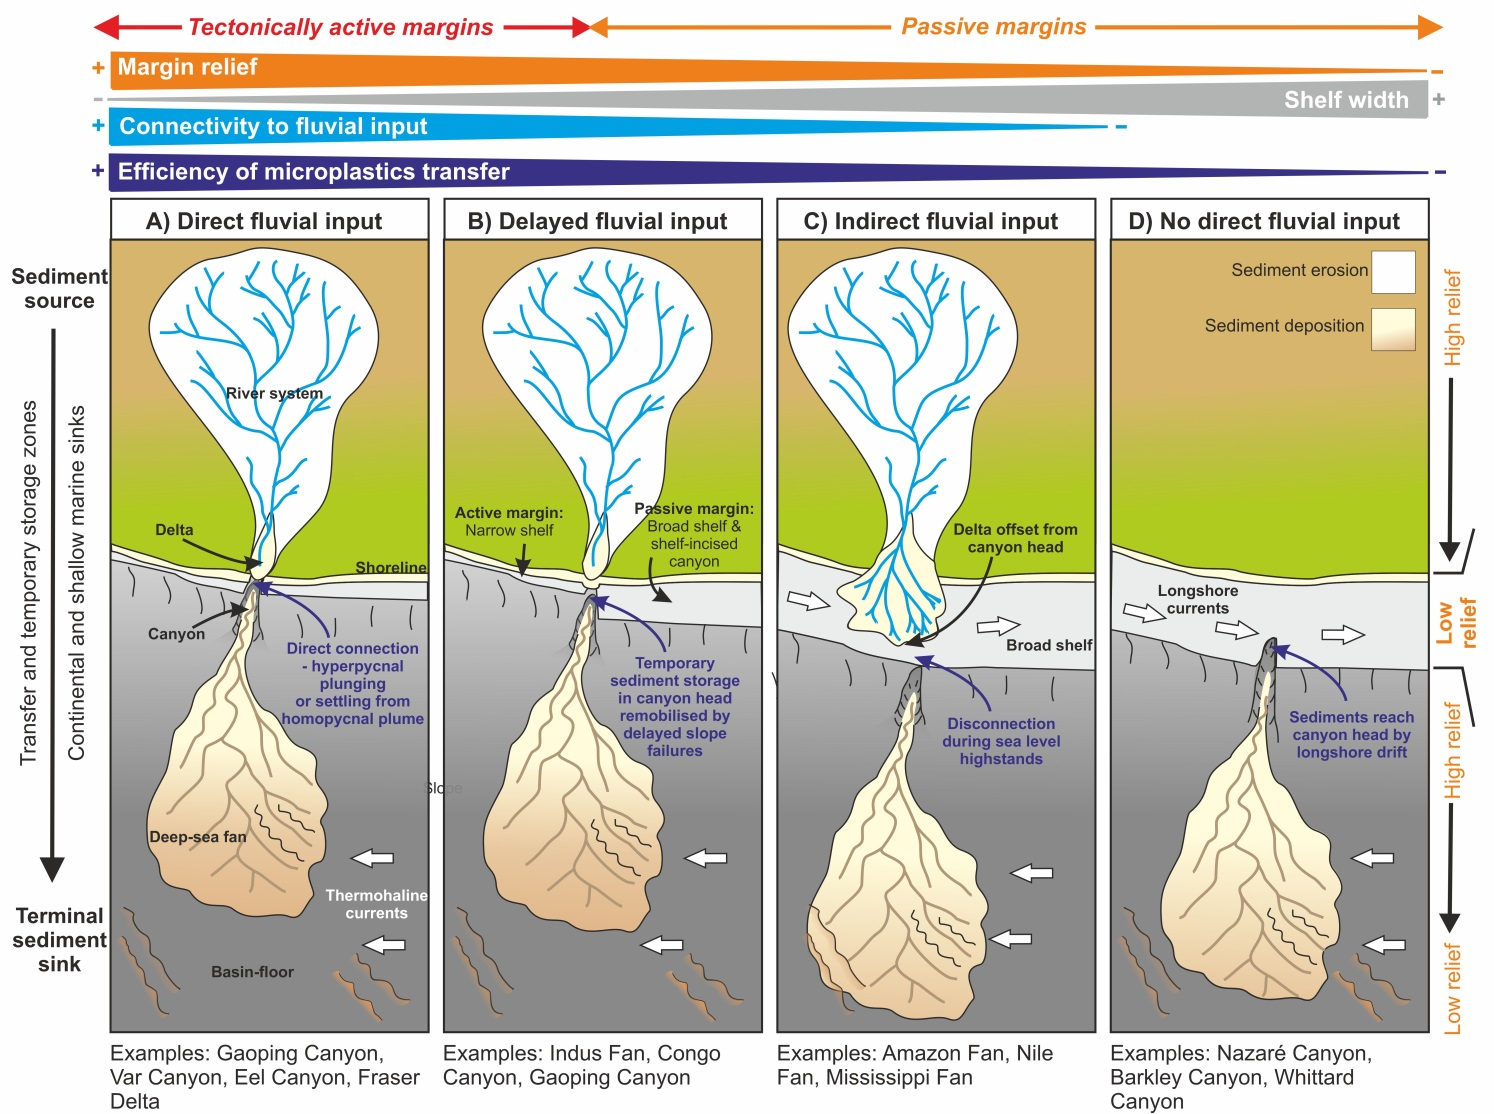 Tectonically active margins
Passive margins
+ Margin relief -
- Shelf width +
+ Connectivity to fluvial input -
+ Efficiency of microplastics transfer -
A) Direct fluvial input
B) Delayed fluvial input
C) Indirect fluvial input
D) No direct fluvial input
Sediment
source
Transfer and temporary storage zones
Continental and shallow marine sinks
Terminal
sediment
sink
River system
Delta
Shoreline
Canyon
Direct connection
- hyperpycnal
plunging
or settling from
homopycnal plume
Deep-sea fan
Thermohaline
currents
Basin-floor
Slope
Active margin:
Narrow shelf
Passive margin:
Broad shelf &
shelf-incised
canyon
Temporary
sediment storage
in canyon head
remobilised by
delayed slope
failures
Delta offset from
canyon head
Broad shelf
Disconnection
during sea level
highstands
Sediment erosion
Sediment deposition
Longshore
currents
Sediments reach
canyon head by
longshore drift
High relief
Low
relief
High relief
Low relief
Examples: Gaoping Canyon,
Var Canyon, Eel Canyon, Fraser
Delta
Examples: Indus Fan, Congo
Canyon, Gaoping Canyon
Examples: Amazon Fan, Nile
Fan, Mississippi Fan
Examples: Nazaré Canyon,
Barkley Canyon, Whittard
Canyon